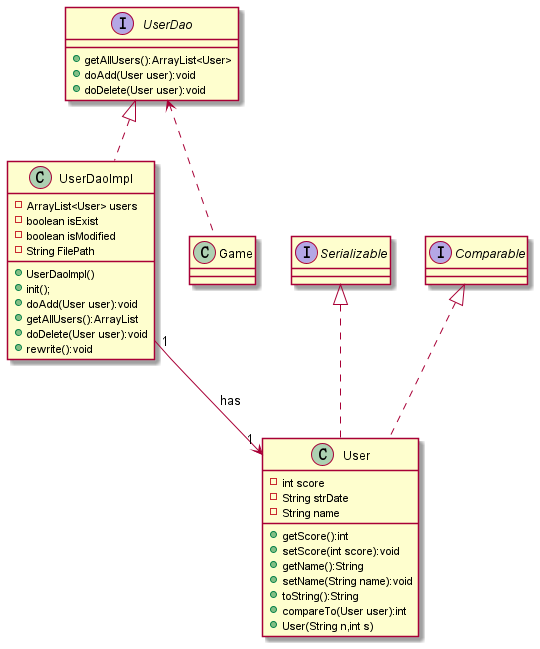 I UserDao
getAllUsers():ArrayList<User>
doAdd(User user):void
doDelete(User user):void
C UserDaoImpl
ArrayList<User> users
boolean isExist
boolean isModified
String FilePath
UserDaoImpl()
init();
doAdd(User user):void
getAllUsers():ArrayList
doDelete(User user):void
rewrite():void
C Game
I Serializable
I Comparable
1
has
1
C User
int score
String strDate
String name
getScore():int
setScore(int score):void
getName():String
setName(String name):void
toString():String
compareTo(User user):int
User(String n,int s)